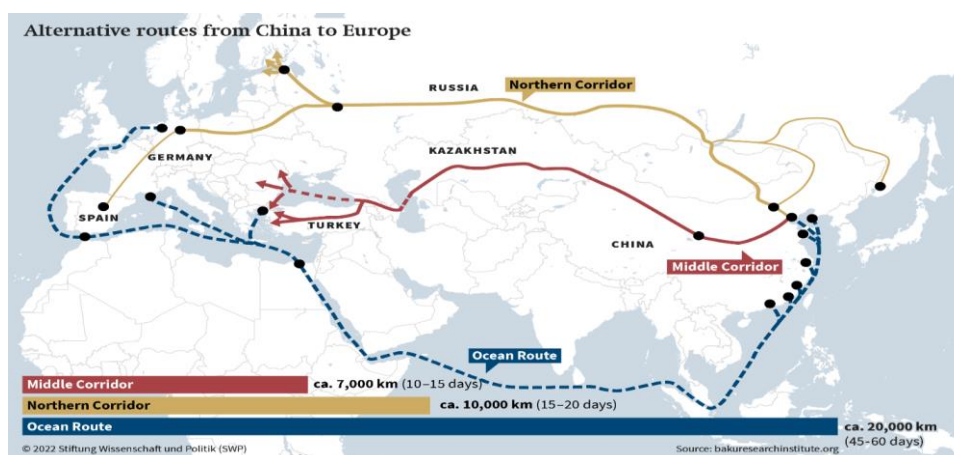 Alternative routes from China to Europe
RUSSIA
Northern Corridor
GERMANY
KAZAKHSTAN
SPAIN
TURKEY
CHINA
Middle Corridor
Ocean Route
Middle Corridor ca. 7,000 km (10–15 days)
Northern Corridor ca. 10,000 km (15–20 days)
Ocean Route ca. 20,000 km
(45-60 days)
© 2022 Stiftung Wissenschaft und Politik (SWP) Source: bakuresearchinstitute.org